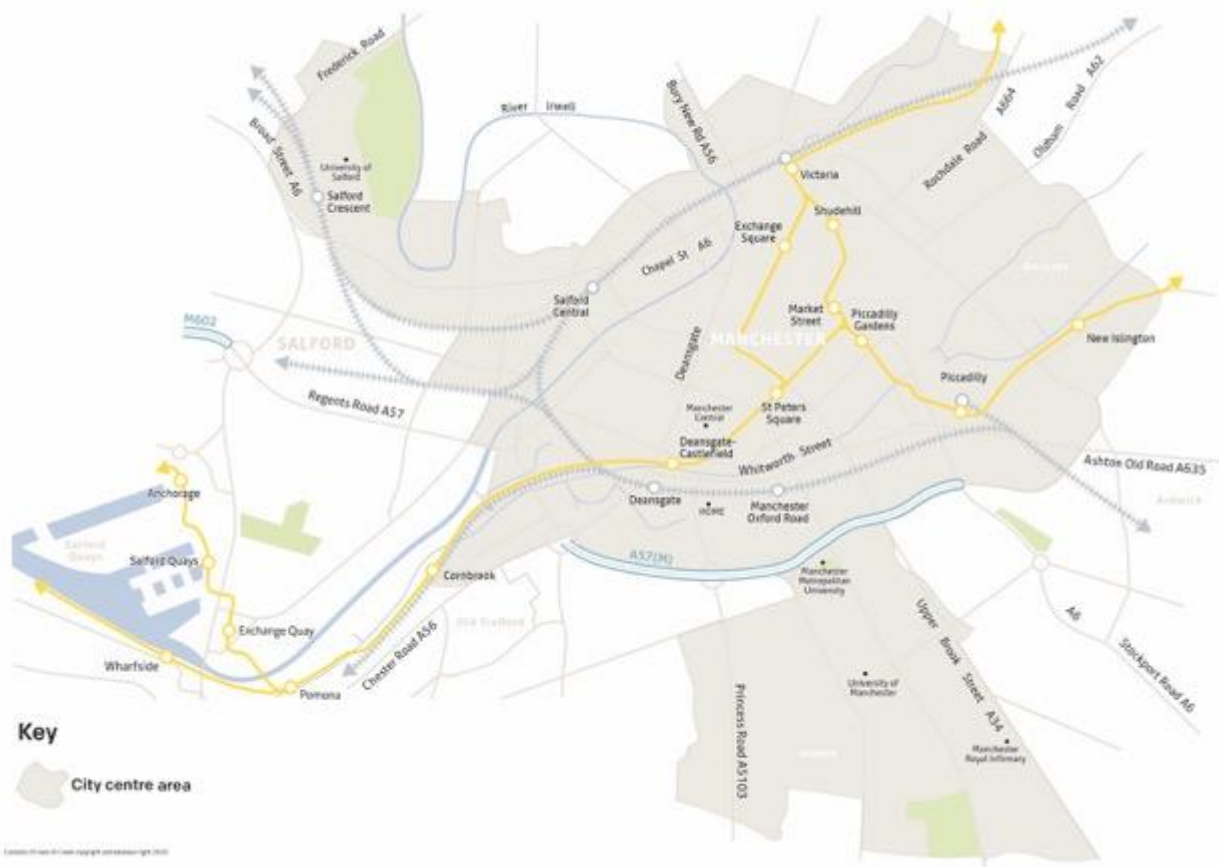 Frederick Road
Broad Street A6
University of
Salford
Salford
Crescent
River Irwell
Bury New Rd A56
Rochdale Road
A664
Oldham Road A62
Victoria
Shudehill
Exchange
Square
Chapel St A6
Salford
Central
Market
Street
Piccadilly
Gardens
MANCHESTER
New Islington
M602
SALFORD
Deansgate
Regents Road A57
Piccadilly
St Peters
Square
Manchester
Central
Deansgate-
Castlefield
Whitworth Street
Ashton Old Road A635
Ardwick
Anchorage
Deansgate
HOME
Manchester
Oxford Road
Salford
Quays
Salford Quays
A57(M)
Cornbrook
Manchester
Metropolitan
University
Exchange Quay
Old Trafford
Chester Road A56
Upper Brook Street A34
A6
Stockport Road A6
Wharfside
Pomona
University of
Manchester
Princess Road A5103
Manchester
Royal Infirmary
Key
City centre area